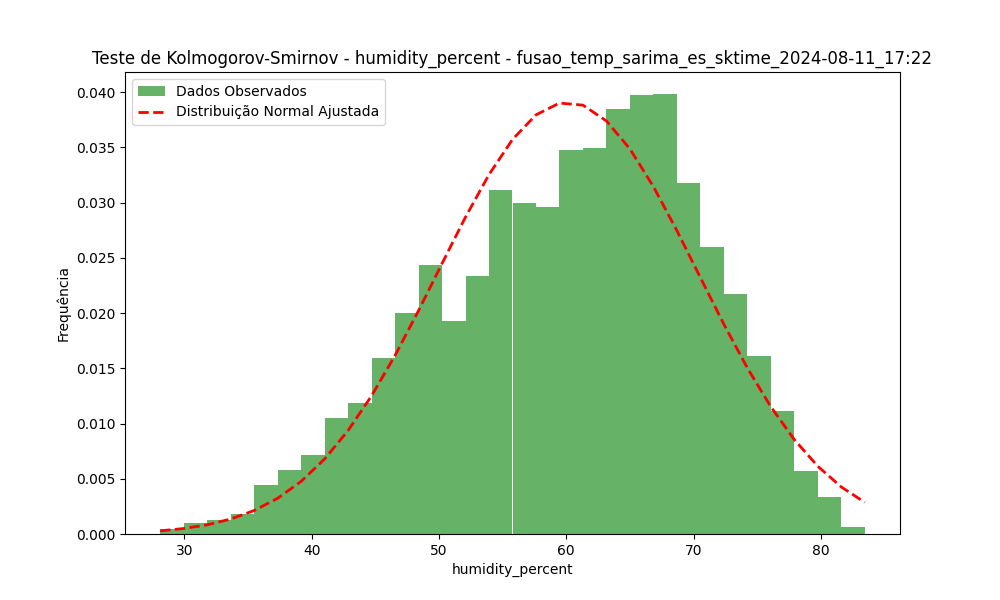 Teste de Kolmogorov-Smirnov - humidity_percent - fusao_temp_sarima_es_sktime_2024-08-11_17:22
Dados Observados
Distribuição Normal Ajustada
0.040
0.035
0.030
0.025
0.020
0.015
0.010
0.005
0.000
Frequência
30 40 50 60 70 80
humidity_percent